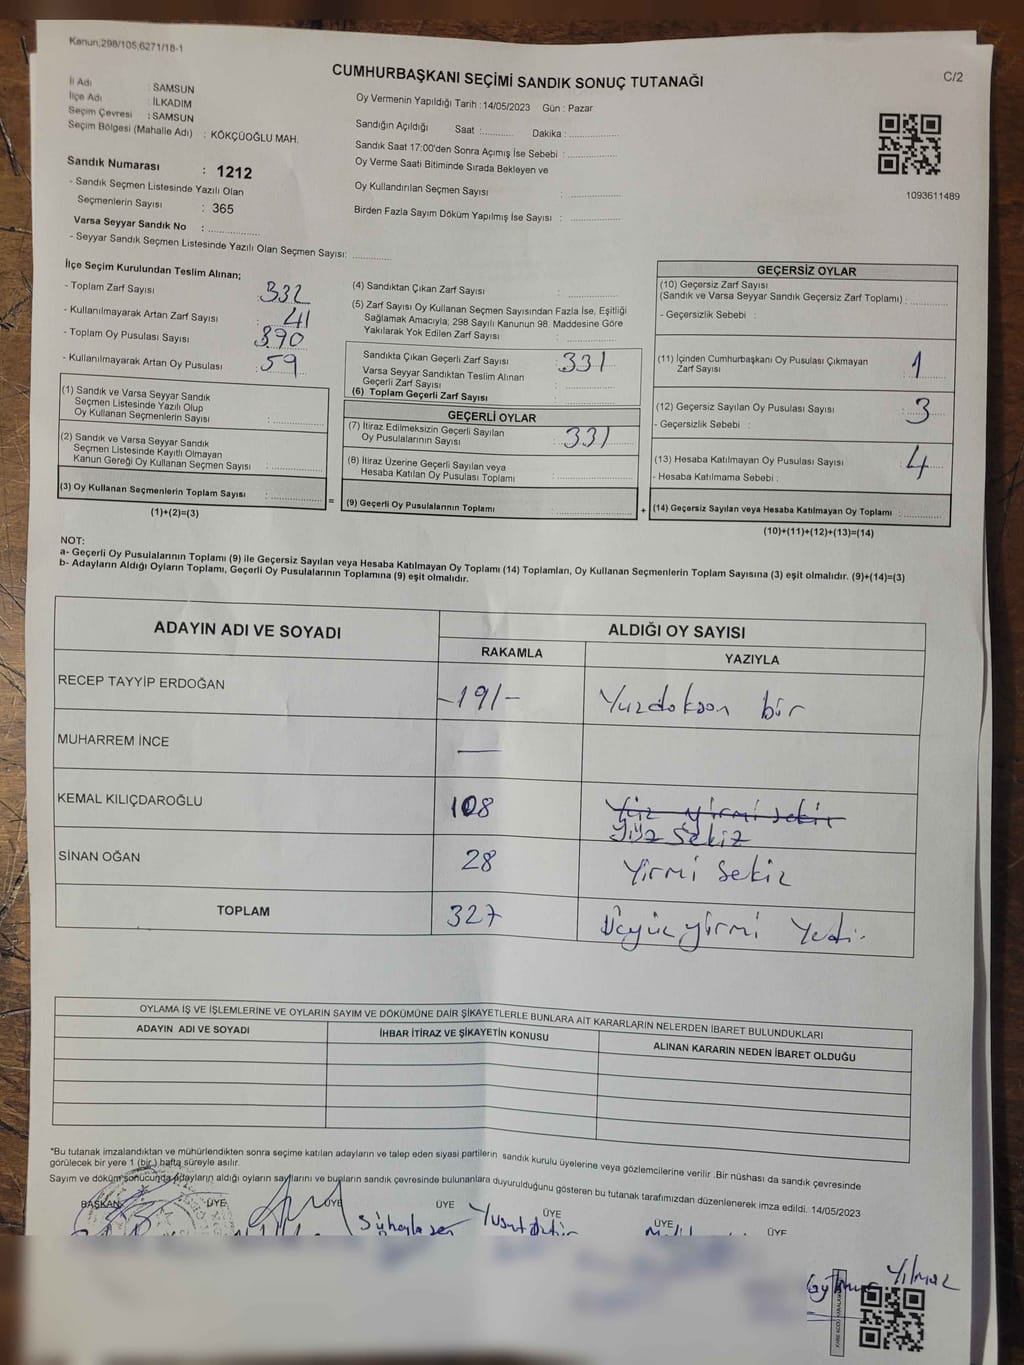 Kanun;298/105;6271/18-1
CUMHURBAŞKANI SEÇİMİ SANDIK SONUÇ TUTANAĞI
C/2
İl Adı : SAMSUN
İlçe Adı : İLKADIM
Seçim Çevresi : SAMSUN
Seçim Bölgesi (Mahalle Adı) : KÖKÇÜOĞLU MAH.
Sandık Numarası : 1212
- Sandık Seçmen Listesinde Yazılı Olan
Seçmenlerin Sayısı : 365
Varsa Seyyar Sandık No : ..............
- Seyyar Sandık Seçmen Listesinde Yazılı Olan Seçmen Sayısı: ............
Oy Vermenin Yapıldığı Tarih : 14/05/2023 Gün : Pazar
Sandığın Açıldığı Saat :.......... Dakika : ................
Sandık Saat 17:00'den Sonra Açımış İse Sebebi : ................
Oy Verme Saati Bitiminde Sırada Bekleyen ve
Oy Kullandırılan Seçmen Sayısı : ................
Birden Fazla Sayım Döküm Yapılmış İse Sayısı : ................
1093611489
İlçe Seçim Kurulundan Teslim Alınan;
- Toplam Zarf Sayısı : 332
- Kullanılmayarak Artan Zarf Sayısı : 41
- Toplam Oy Pusulası Sayısı : 390
- Kullanılmayarak Artan Oy Pusulası : 59
(1) Sandık ve Varsa Seyyar Sandık
Seçmen Listesinde Yazılı Olup
Oy Kullanan Seçmenlerin Sayısı : ................
(2) Sandık ve Varsa Seyyar Sandık
Seçmen Listesinde Kayıtlı Olmayan
Kanun Gereği Oy Kullanan Seçmen Sayısı : ................
(3) Oy Kullanan Seçmenlerin Toplam Sayısı : ................ =
(1)+(2)=(3)
(4) Sandıktan Çıkan Zarf Sayısı : ................
(5) Zarf Sayısı Oy Kullanan Seçmen Sayısından Fazla İse, Eşitliği
Sağlamak Amacıyla; 298 Sayılı Kanunun 98. Maddesine Göre
Yakılarak Yok Edilen Zarf Sayısı : ................
Sandıkta Çıkan Geçerli Zarf Sayısı : 331
Varsa Seyyar Sandıktan Teslim Alınan
Geçerli Zarf Sayısı : ................
(6) Toplam Geçerli Zarf Sayısı : ................
GEÇERLİ OYLAR
(7) İtiraz Edilmeksizin Geçerli Sayılan
Oy Pusulalarının Sayısı : 331
(8) İtiraz Üzerine Geçerli Sayılan veya
Hesaba Katılan Oy Pusulası Toplamı : ................
(9) Geçerli Oy Pusulalarının Toplamı : ................ +
GEÇERSİZ OYLAR
(10) Geçersiz Zarf Sayısı
(Sandık ve Varsa Seyyar Sandık Geçersiz Zarf Toplamı) : ..........
- Geçersizlik Sebebi :
(11) İçinden Cumhurbaşkanı Oy Pusulası Çıkmayan
Zarf Sayısı : 1
(12) Geçersiz Sayılan Oy Pusulası Sayısı : 3
- Geçersizlik Sebebi :
(13) Hesaba Katılmayan Oy Pusulası Sayısı : 4
- Hesaba Katılmama Sebebi :
(14) Geçersiz Sayılan veya Hesaba Katılmayan Oy Toplamı : ............
(10)+(11)+(12)+(13)=(14)
NOT:
a- Geçerli Oy Pusulalarının Toplamı (9) ile Geçersiz Sayılan veya Hesaba Katılmayan Oy Toplamı (14) Toplamları, Oy Kullanan Seçmenlerin Toplam Sayısına (3) eşit olmalıdır. (9)+(14)=(3)
b- Adayların Aldığı Oyların Toplamı, Geçerli Oy Pusulalarının Toplamına (9) eşit olmalıdır.
ADAYIN ADI VE SOYADI
ALDIĞI OY SAYISI
RAKAMLA YAZIYLA
RECEP TAYYİP ERDOĞAN -191- Yüzdoksan bir
MUHARREM İNCE —
KEMAL KILIÇDAROĞLU 108 Yüz yirmi sekiz
Yüz Sekiz
SİNAN OĞAN 28 Yirmi sekiz
TOPLAM 327 Üçyüzyirmi Yedi.
OYLAMA İŞ VE İŞLEMLERİNE VE OYLARIN SAYIM VE DÖKÜMÜNE DAİR ŞİKAYETLERLE BUNLARA AİT KARARLARIN NELERDEN İBARET BULUNDUKLARI
ADAYIN ADI VE SOYADI İHBAR İTİRAZ VE ŞİKAYETİN KONUSU ALINAN KARARIN NEDEN İBARET OLDUĞU
*Bu tutanak imzalandıktan ve mühürlendikten sonra seçime katılan adayların ve talep eden siyasi partilerin sandık kurulu üyelerine veya gözlemcilerine verilir .Bir nüshası da sandık çevresinde
görülecek bir yere 1 (bir) hafta süreyle asılır.
Sayım ve döküm sonucunda adayların aldığı oyların sayılarını ve bunların sandık çevresinde bulunanlara duyurulduğunu gösteren bu tutanak tarafımızdan düzenlenerek imza edildi. 14/05/2023
BAŞKAN ÜYE ÜYE ÜYE ÜYE ÜYE ÜYE
Yılmaz